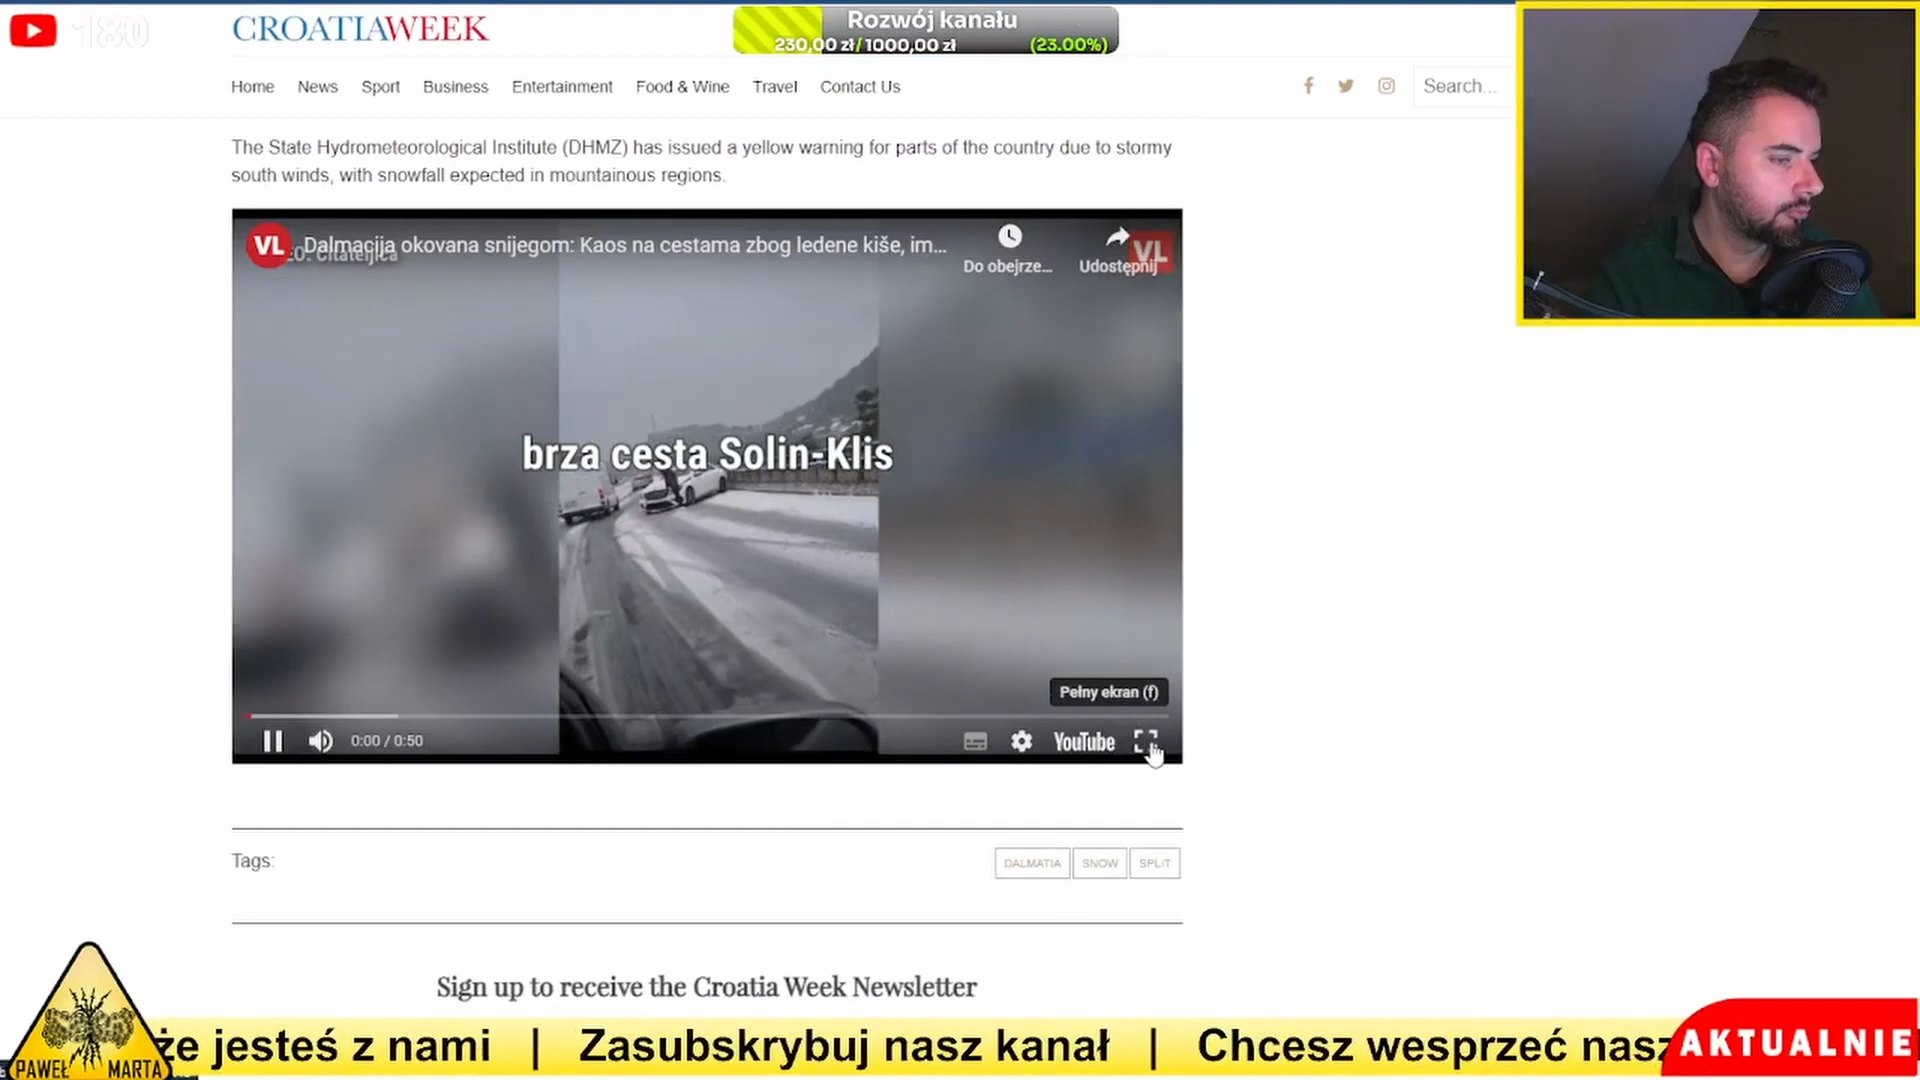 180
CROATIAWEEK
Rozwój kanału
230,00 zł/1000,00 zł (23.00%)
Home News Sport Business Entertainment Food & Wine Travel Contact Us
Search...
The State Hydrometeorological Institute (DHMZ) has issued a yellow warning for parts of the country due to stormy
south winds, with snowfall expected in mountainous regions.
VL Dalmacija okovana snijegom: Kaos na cestama zbog ledene kiše, im...
VL
Čitateljica
Do obejrze... Udostępnij
brza cesta Solin-Klis
Pełny ekran (f)
0:00 / 0:50
YouTube
Tags:
DALMATIA SNOW SPLIT
Sign up to receive the Croatia Week Newsletter
że jesteś z nami | Zasubskrybuj nasz kanał | Chcesz wesprzeć nasz
AKTUALNIE
PAWEŁ MARTA